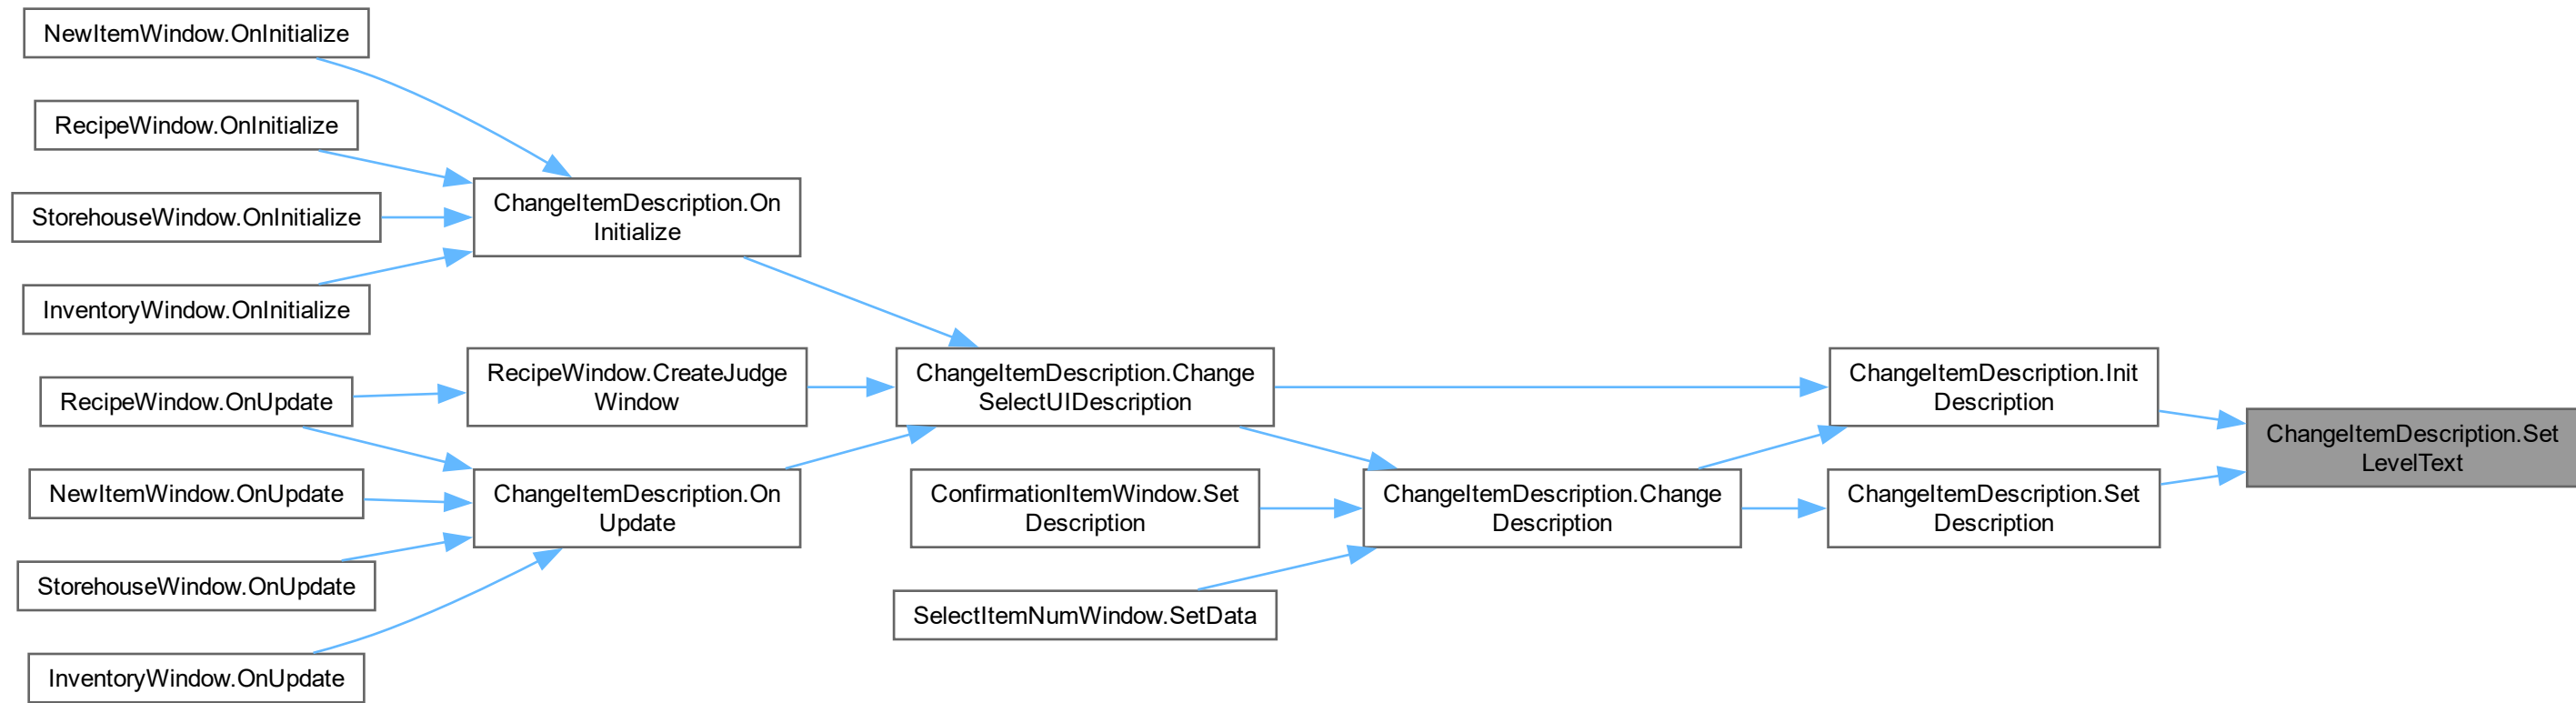 NewItemWindow.OnInitialize
RecipeWindow.OnInitialize
StorehouseWindow.OnInitialize
InventoryWindow.OnInitialize
RecipeWindow.OnUpdate
NewItemWindow.OnUpdate
StorehouseWindow.OnUpdate
InventoryWindow.OnUpdate
ChangeItemDescription.On
Initialize
RecipeWindow.CreateJudge
Window
ChangeItemDescription.On
Update
ChangeItemDescription.Change
SelectUIDescription
ConfirmationItemWindow.Set
Description
SelectItemNumWindow.SetData
ChangeItemDescription.Change
Description
ChangeItemDescription.Init
Description
ChangeItemDescription.Set
Description
ChangeItemDescription.Set
LevelText